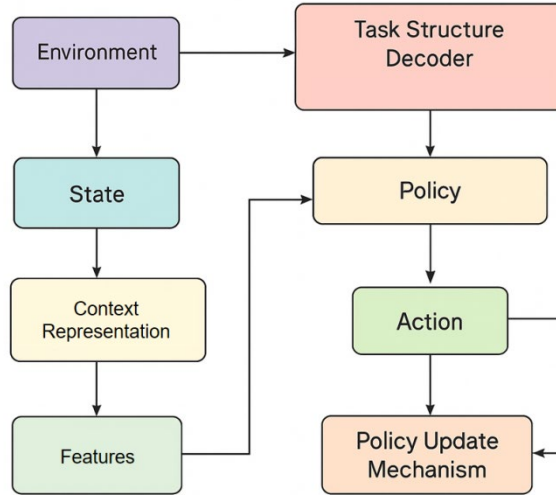 Environment
Task Structure
Decoder
State
Policy
Context
Representation
Action
Features
Policy Update
Mechanism